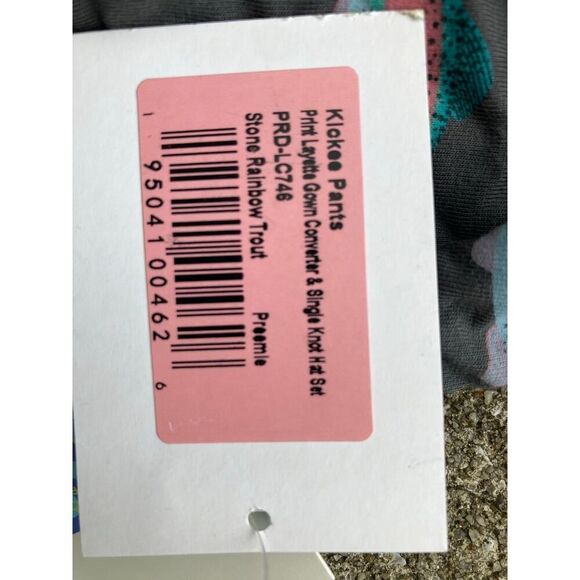 Kickee Pants
Print Layette Gown Converter & Single Knot Hat Set
PRD-LC746
Stone Rainbow Trout Preemie
1 95041 00462 6